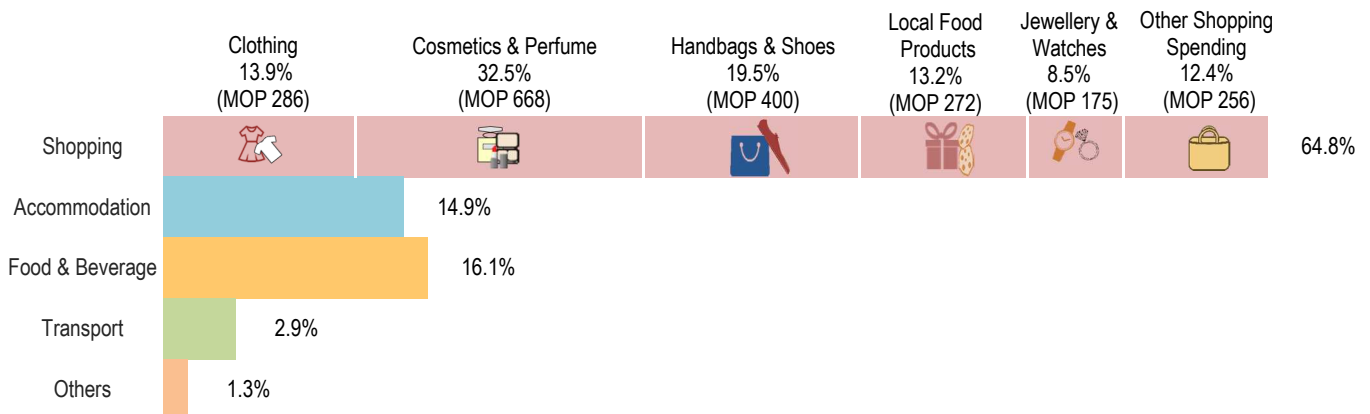 Clothing
13.9%
(MOP 286)
Cosmetics & Perfume
32.5%
(MOP 668)
Handbags & Shoes
19.5%
(MOP 400)
Local Food
Products
13.2%
(MOP 272)
Jewellery &
Watches
8.5%
(MOP 175)
Other Shopping
Spending
12.4%
(MOP 256)
Shopping
64.8%
Accommodation
14.9%
Food & Beverage
16.1%
Transport
2.9%
Others
1.3%